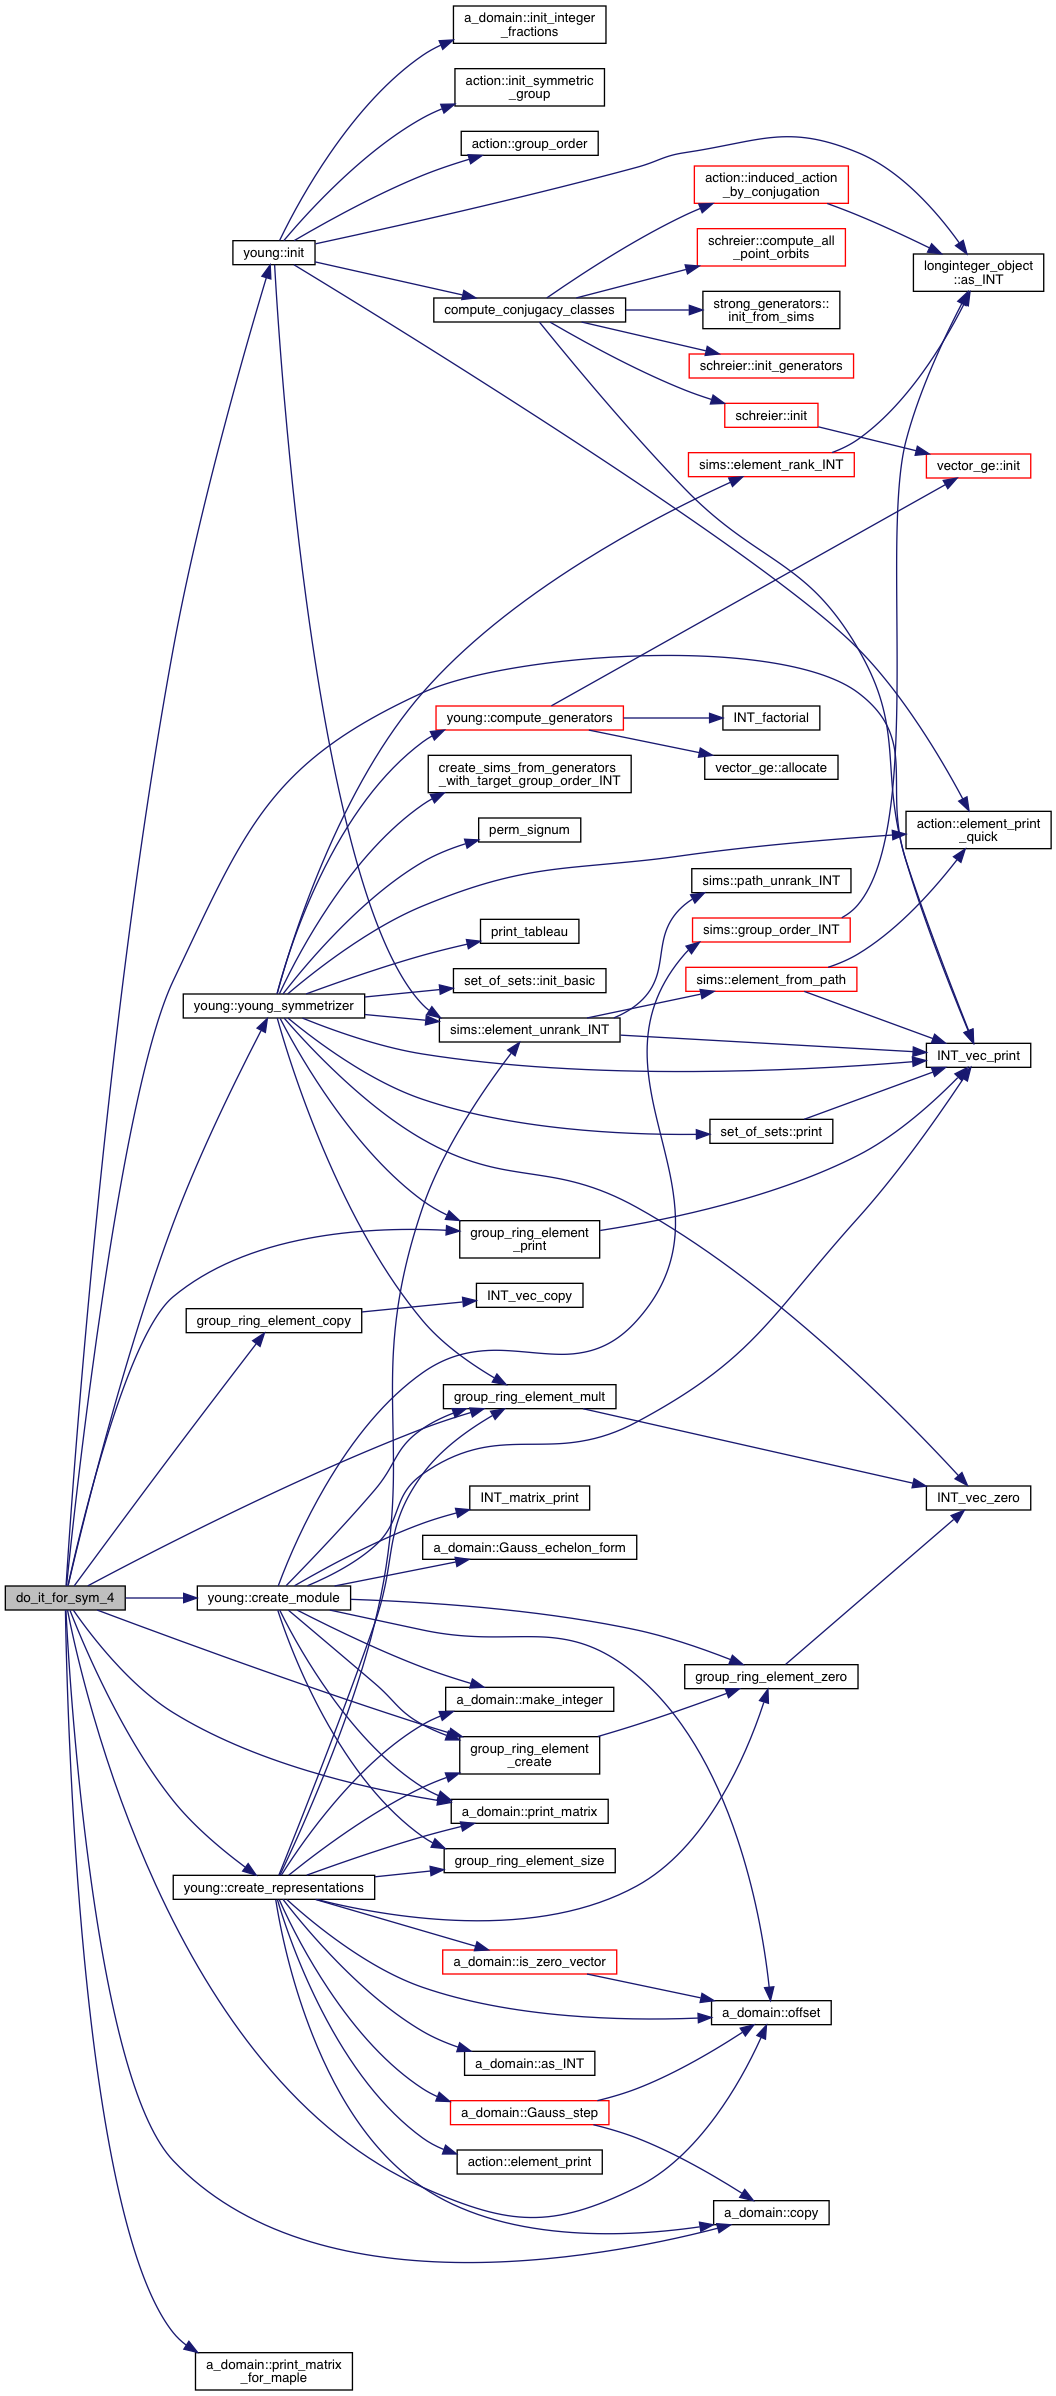 a_domain::init_integer
_fractions
action::init_symmetric
_group
action::group_order
action::induced_action
_by_conjugation
young::init
schreier::compute_all
_point_orbits
longinteger_object
::as_INT
compute_conjugacy_classes
strong_generators::
init_from_sims
schreier::init_generators
schreier::init
sims::element_rank_INT
vector_ge::init
young::compute_generators
INT_factorial
create_sims_from_generators
_with_target_group_order_INT
vector_ge::allocate
perm_signum
action::element_print
_quick
sims::path_unrank_INT
print_tableau
sims::group_order_INT
set_of_sets::init_basic
sims::element_from_path
young::young_symmetrizer
sims::element_unrank_INT
INT_vec_print
set_of_sets::print
group_ring_element
_print
INT_vec_copy
group_ring_element_copy
group_ring_element_mult
INT_matrix_print
INT_vec_zero
a_domain::Gauss_echelon_form
do_it_for_sym_4
young::create_module
group_ring_element_zero
a_domain::make_integer
group_ring_element
_create
a_domain::print_matrix
group_ring_element_size
young::create_representations
a_domain::is_zero_vector
a_domain::offset
a_domain::as_INT
a_domain::Gauss_step
action::element_print
a_domain::copy
a_domain::print_matrix
_for_maple